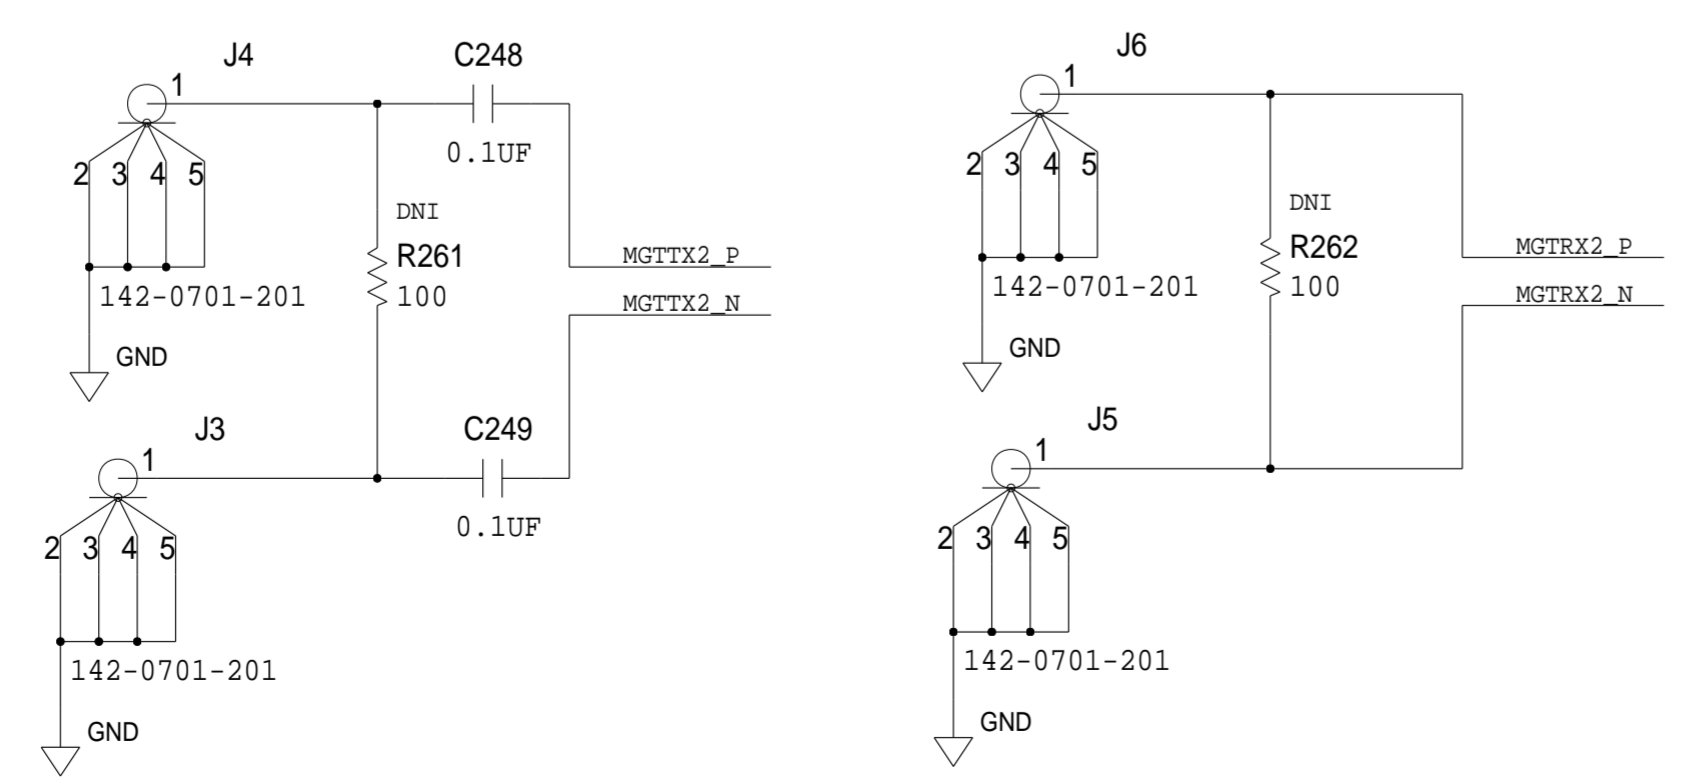 J4
C248
1
0.1UF
2 3 4 5
DNI
R261
100
MGTTX2_P
MGTTX2_N
142-0701-201
GND
J3
C249
1
0.1UF
2 3 4 5
142-0701-201
GND
J6
1
2 3 4 5
DNI
R262
100
MGTRX2_P
MGTRX2_N
142-0701-201
GND
J5
1
2 3 4 5
142-0701-201
GND